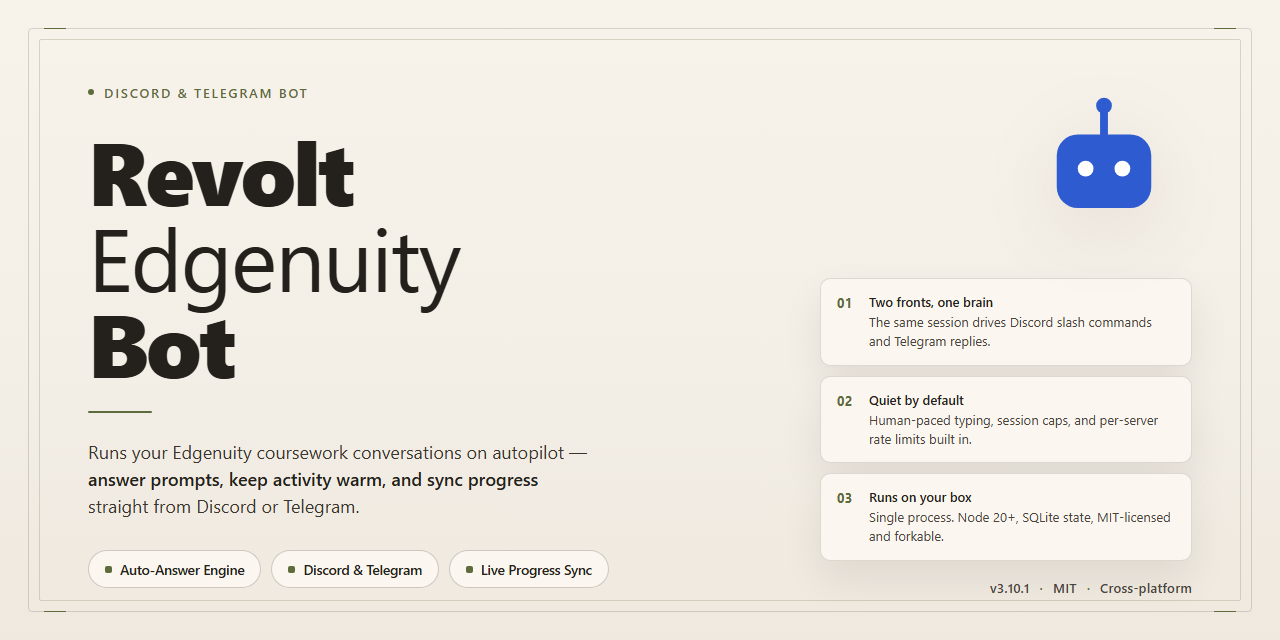 DISCORD & TELEGRAM BOT
Revolt
Edgenuity
Bot
Runs your Edgenuity coursework conversations on autopilot —
answer prompts, keep activity warm, and sync progress
straight from Discord or Telegram.
Auto-Answer Engine
Discord & Telegram
Live Progress Sync
01 Two fronts, one brain
The same session drives Discord slash commands
and Telegram replies.
02 Quiet by default
Human-paced typing, session caps, and per-server
rate limits built in.
03 Runs on your box
Single process. Node 20+, SQLite state, MIT-licensed
and forkable.
v3.10.1 · MIT · Cross-platform